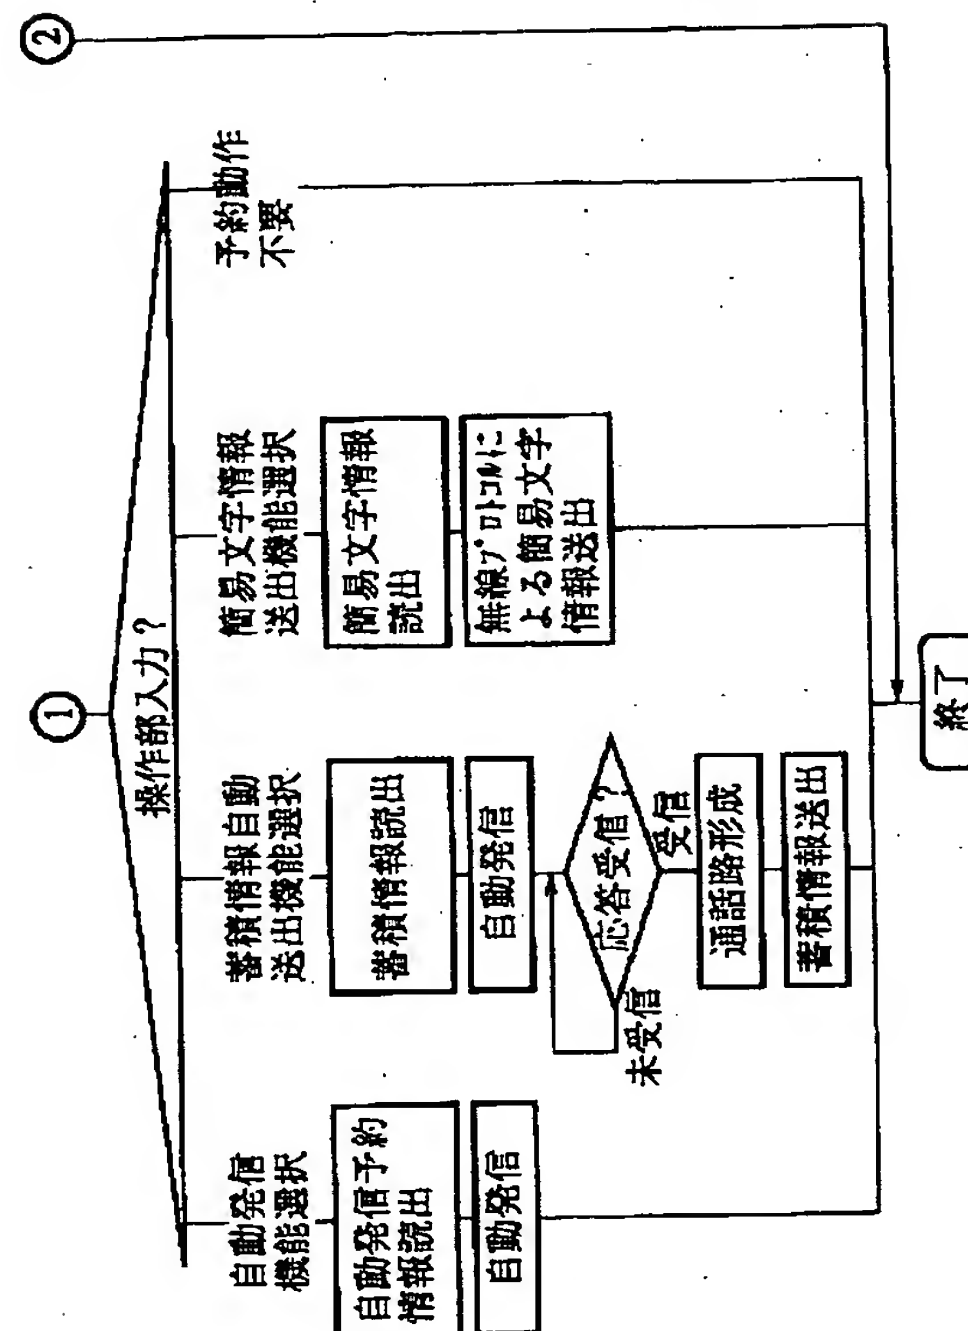 ①
②
操作部入力？
自動発信
機能選択
自動発信予約
情報読出
自動発信
蓄積情報自動
送出機能選択
蓄積情報読出
自動発信
応答受信？
未受信
受信
通話路形成
蓄積情報送出
簡易文字情報
送出機能選択
簡易文字情報
読出
無線ﾌﾟﾛﾄｺﾙに
よる簡易文字
情報送出
予約動作
不要
終了